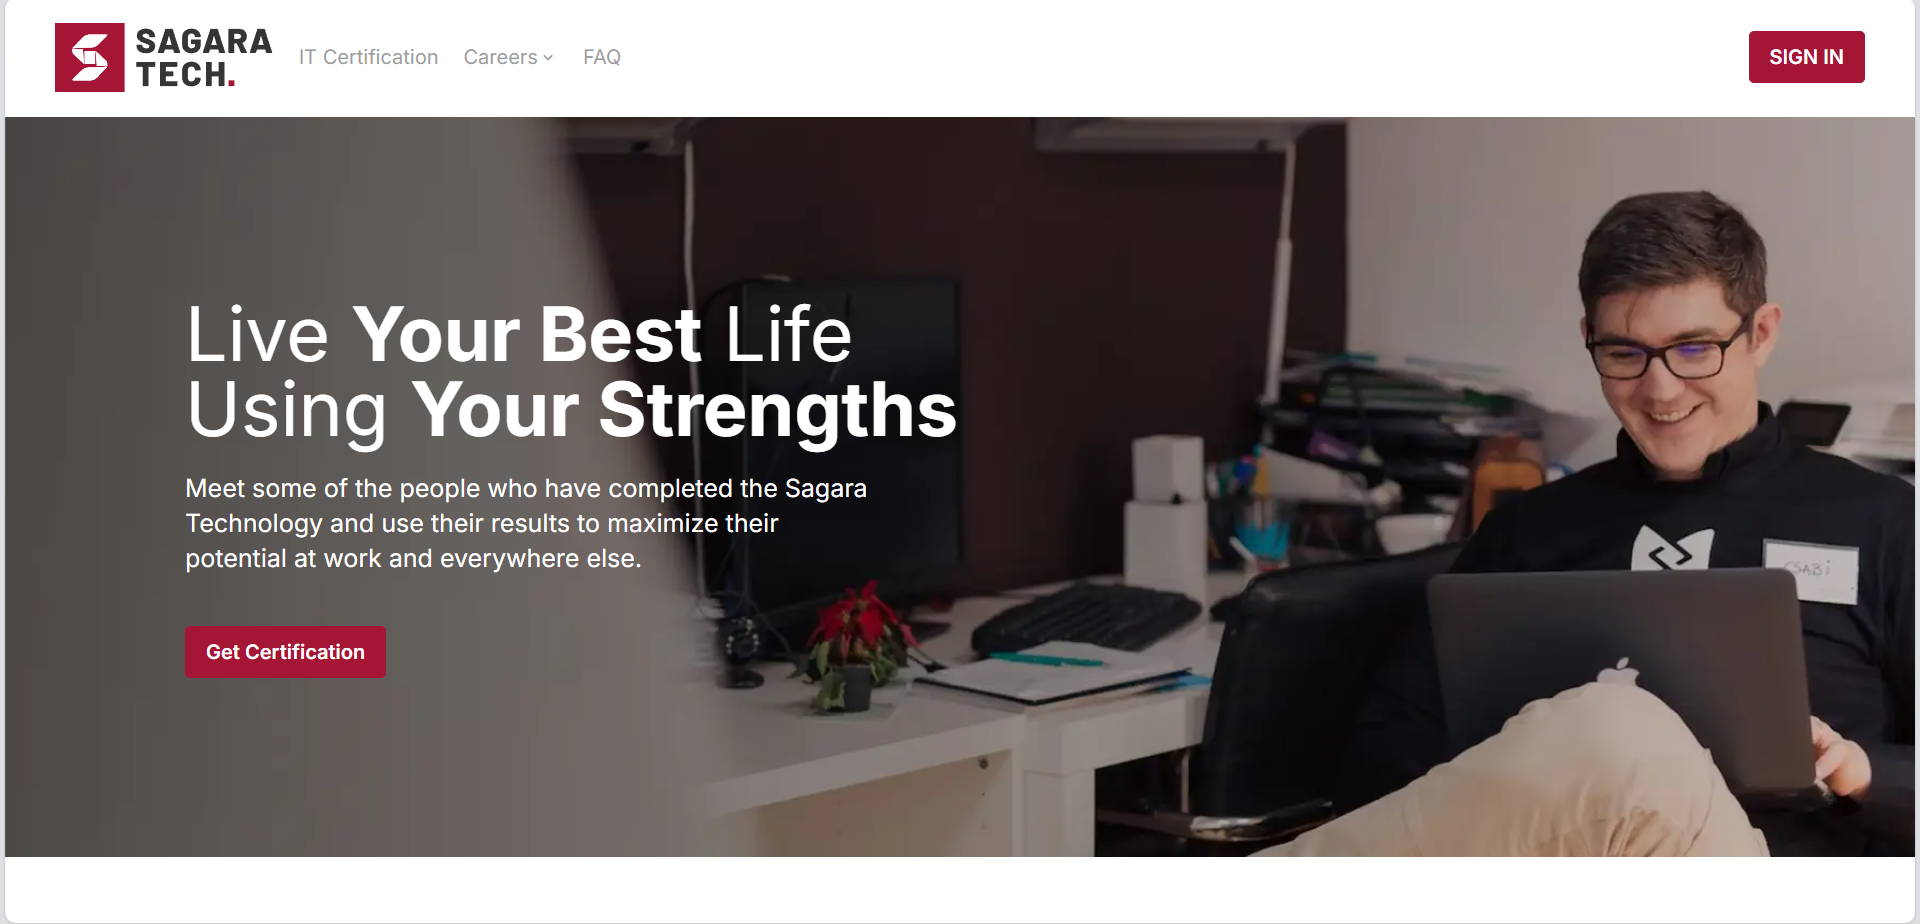 SAGARA
TECH.
IT Certification
Careers
FAQ
SIGN IN
Live Your Best Life
Using Your Strengths
Meet some of the people who have completed the Sagara
Technology and use their results to maximize their
potential at work and everywhere else.
Get Certification
CSABi